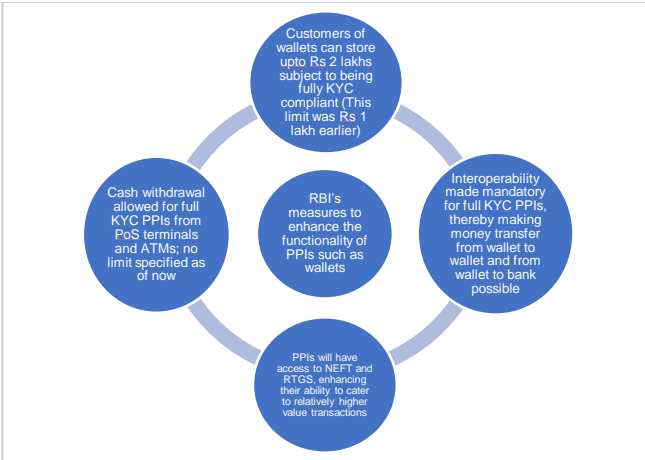 Customers of
wallets can store
upto Rs 2 lakhs
subject to being
fully KYC
compliant (This
limit was Rs 1
lakh earlier)
Cash withdrawal
allowed for full
KYC PPIs from
PoS terminals
and ATMs; no
limit specified as
of now
RBI's
measures to
enhance the
functionality of
PPIs such as
wallets
Interoperability
made mandatory
for full KYC PPIs,
thereby making
money transfer
from wallet to
wallet and from
wallet to bank
possible
PPIs will have
access to NEFT and
RTGS, enhancing
their ability to cater
to relatively higher
value transactions